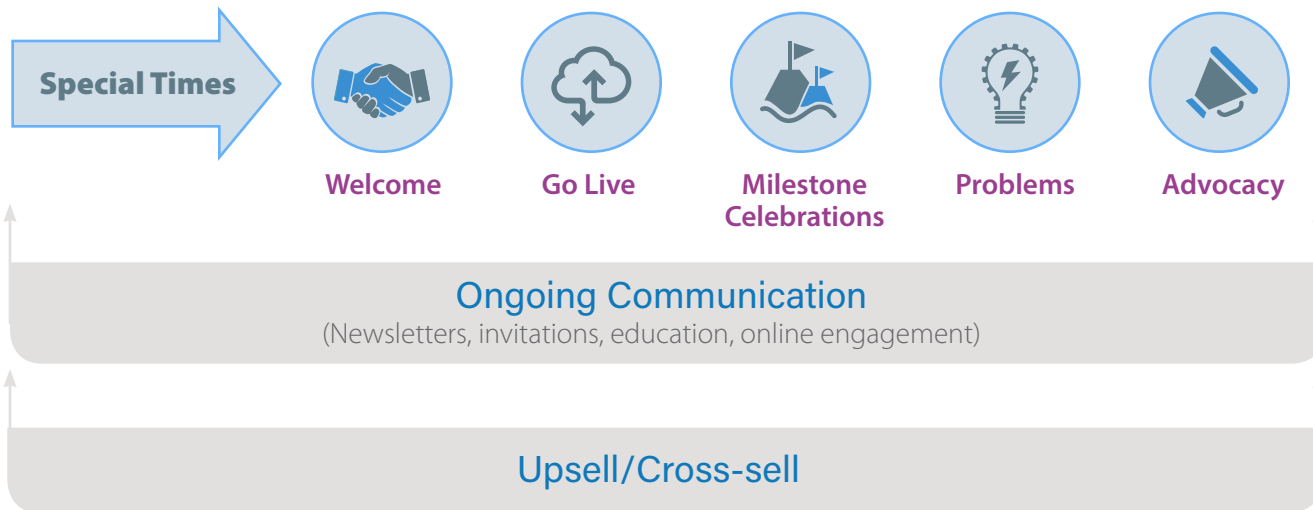 Special Times
Welcome
Go Live
Milestone
Celebrations
Problems
Advocacy
Ongoing Communication
(Newsletters, invitations, education, online engagement)
Upsell/Cross-sell